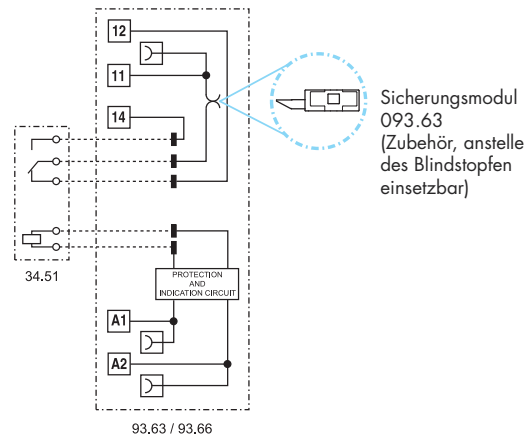 12
11
14
Sicherungsmodul
093.63
(Zubehör, anstelle
des Blindstopfen
einsetzbar)
34.51
PROTECTION
AND
INDICATION CIRCUIT
A1
A2
93.63 / 93.66